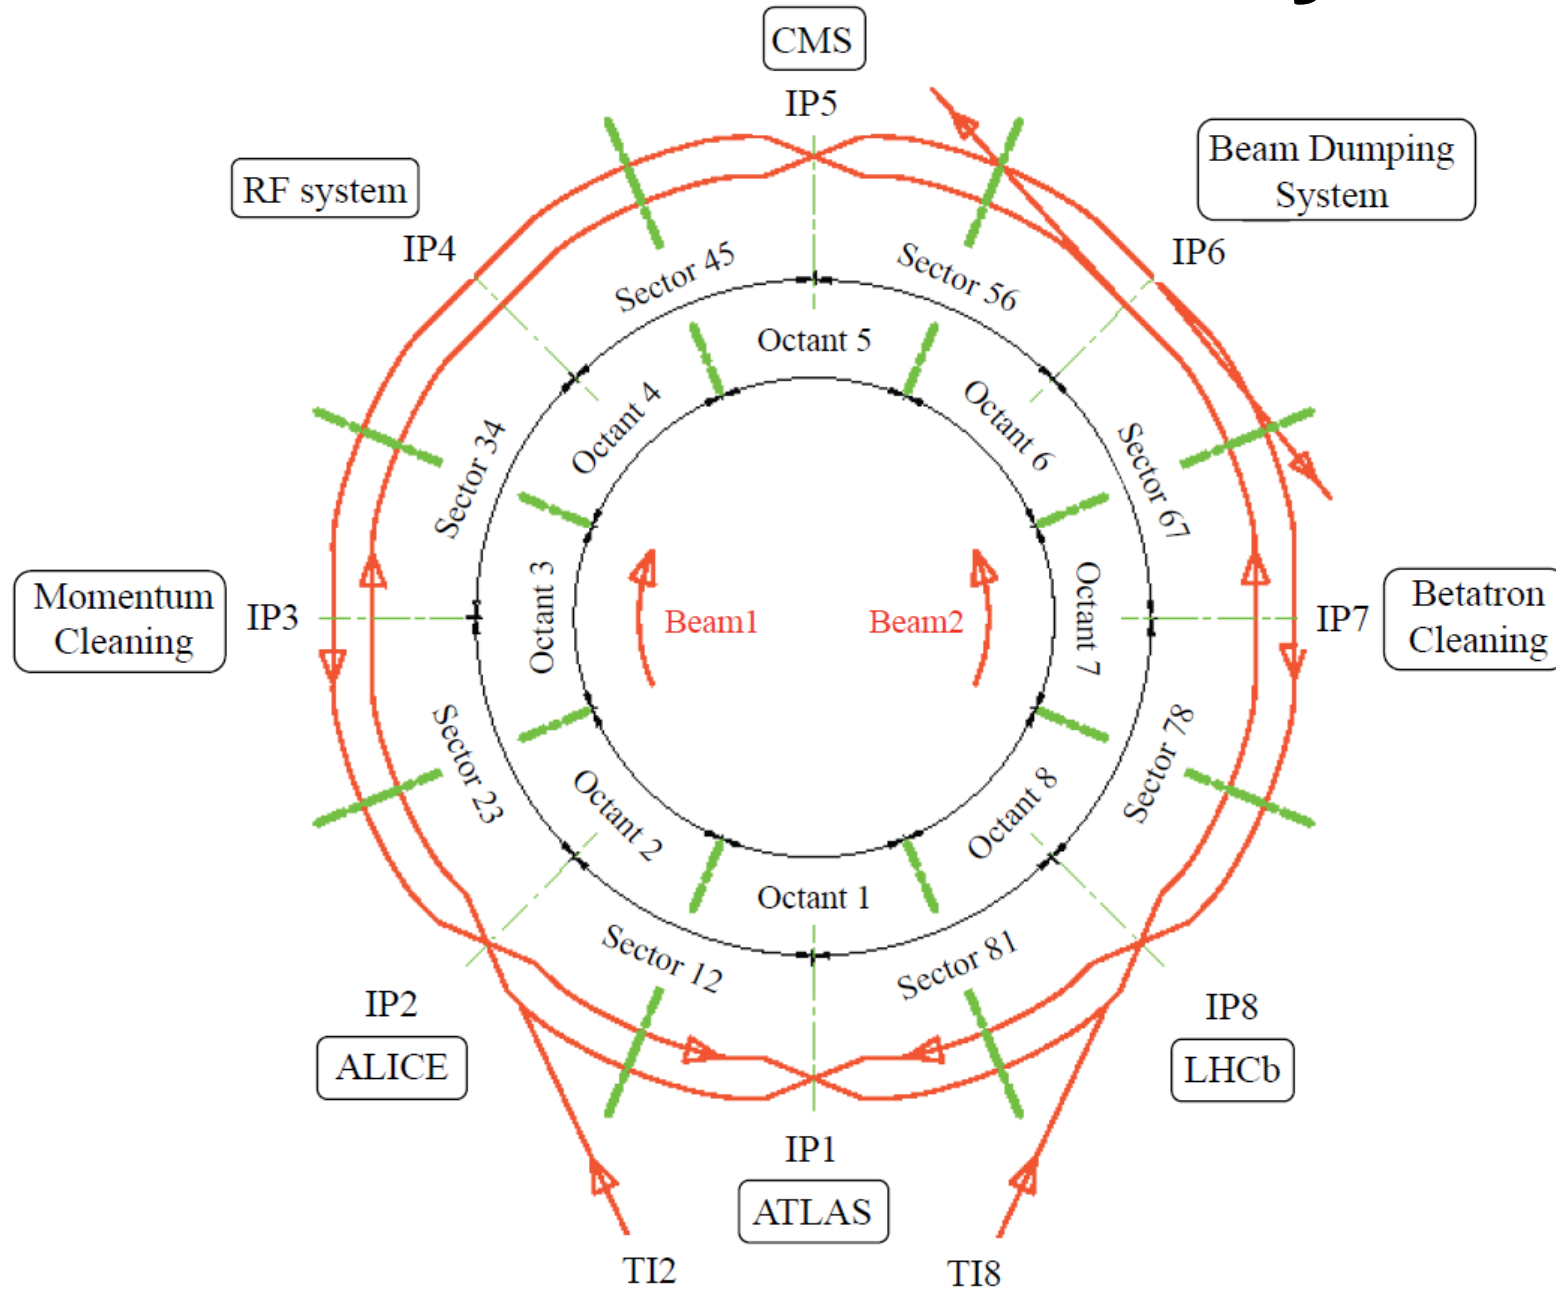 CMS
IP5
Beam Dumping
System
RF system
IP4
IP6
Sector 45
Sector 56
Octant 5
Octant 4
Octant 6
Sector 34
Sector 67
Momentum
Cleaning
IP3
Octant 3
Beam1
Beam2
Octant 7
IP7
Betatron
Cleaning
Sector 23
Sector 78
Octant 2
Octant 8
Octant 1
Sector 12
Sector 81
IP2
ALICE
IP8
LHCb
IP1
ATLAS
TI2
TI8